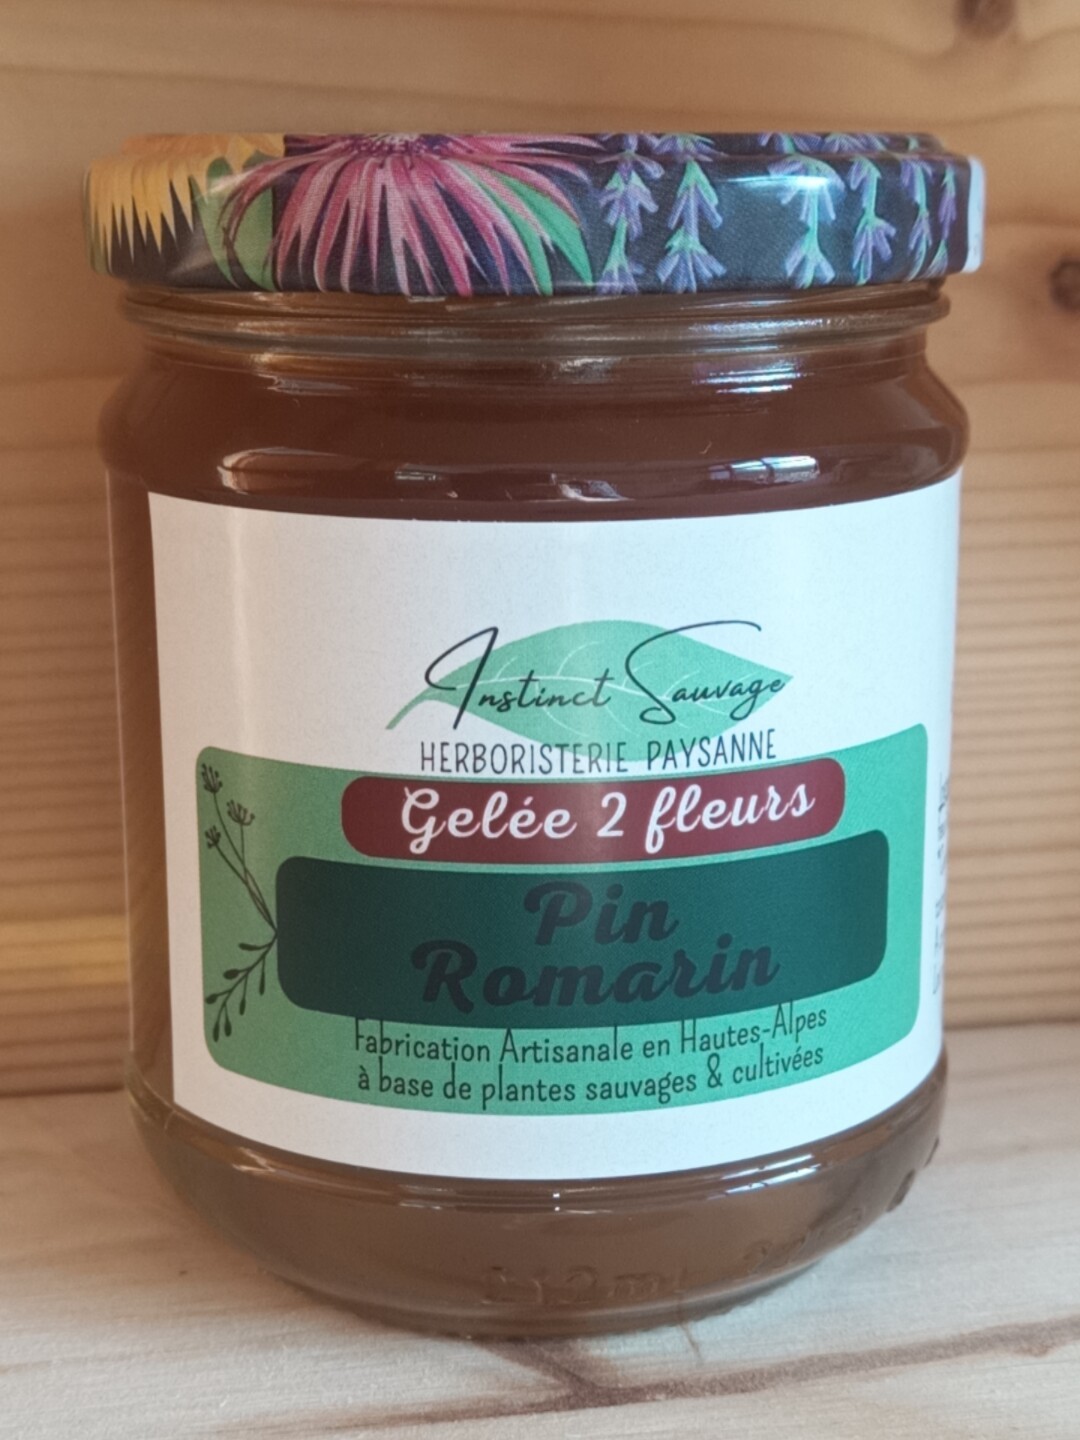 Instinct Sauvage
HERBORISTERIE PAYSANNE
Gelée 2 fleurs
Pin
Romarin
Fabrication Artisanale en Hautes-Alpes
à base de plantes sauvages & cultivées